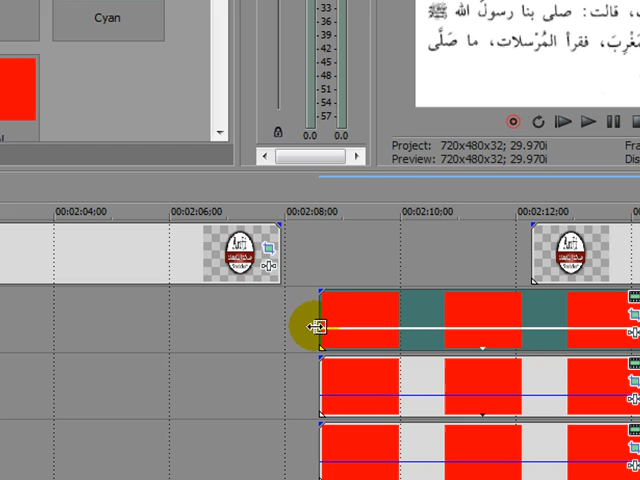 Cyan
-33
-36
-39
-42
-45
-48
-51
-54
-57
0.0 0.0
قالت: صلى بنا رسول الله ﷺ
فقرأ المُرْسلات، ما صَلَّى
Project: 720x480x32; 29.970i
Preview: 720x480x32; 29.970i
Fra
Dis
00:02:04;00 00:02:06;00 00:02:08;00 00:02:10;00 00:02:12;00